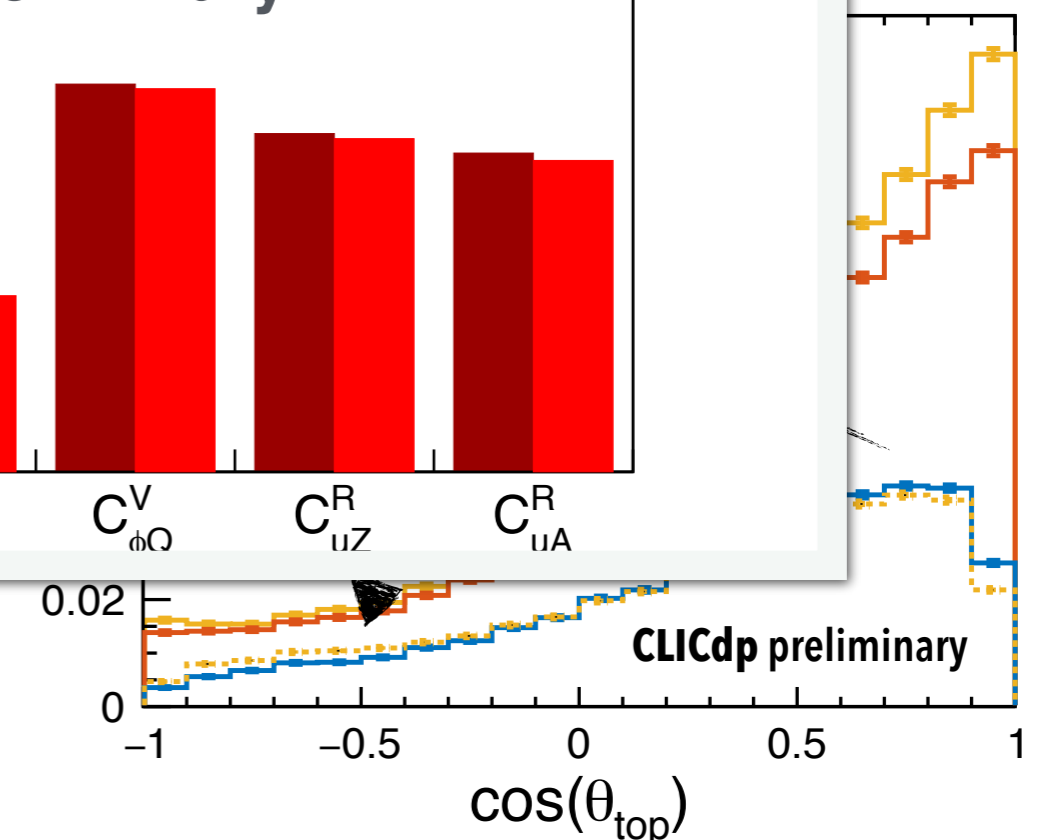 C^V_ϕQ C^R_uZ C^R_uA
0.02
CLICdp preliminary
0
−1 −0.5 0 0.5 1
cos(θ_top)